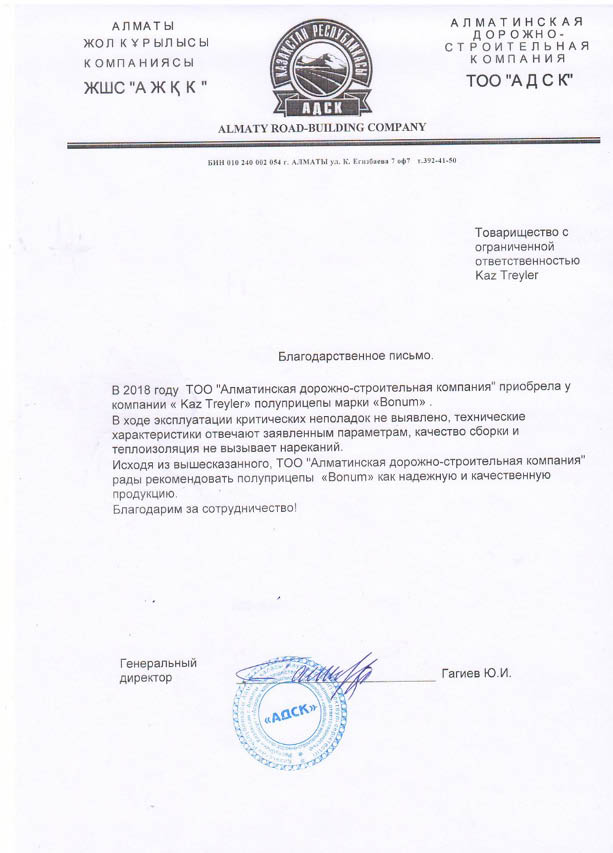 АЛМАТЫ
ЖОЛ КҰРЫЛЫСЫ
КОМПАНИЯСЫ
ЖШС "А Ж Қ К "
ҚАЗАҚСТАН РЕСПУБЛИКАСЫ
АДСК
АЛМАТИНСКАЯ
ДОРОЖНО-
СТРОИТЕЛЬНАЯ
КОМПАНИЯ
ТОО "А Д С К"
ALMATY ROAD-BUILDING COMPANY
БИН 010 240 002 054 г. АЛМАТЫ ул. К. Егизбаева 7 оф7 т.392-41-50
Товарищество с
ограниченной
ответственностью
Kaz Treyler
Благодарственное письмо.
В 2018 году ТОО "Алматинская дорожно-строительная компания" приобрела у
компании « Kaz Treyler» полуприцепы марки «Bonum» .
В ходе эксплуатации критических неполадок не выявлено, технические
характеристики отвечают заявленным параметрам, качество сборки и
теплоизоляция не вызывает нареканий.
Исходя из вышесказанного, ТОО "Алматинская дорожно-строительная компания"
рады рекомендовать полуприцепы «Bonum» как надежную и качественную
продукцию.
Благодарим за сотрудничество!
Генеральный
директор
Гагиев Ю.И.
«АДСК»